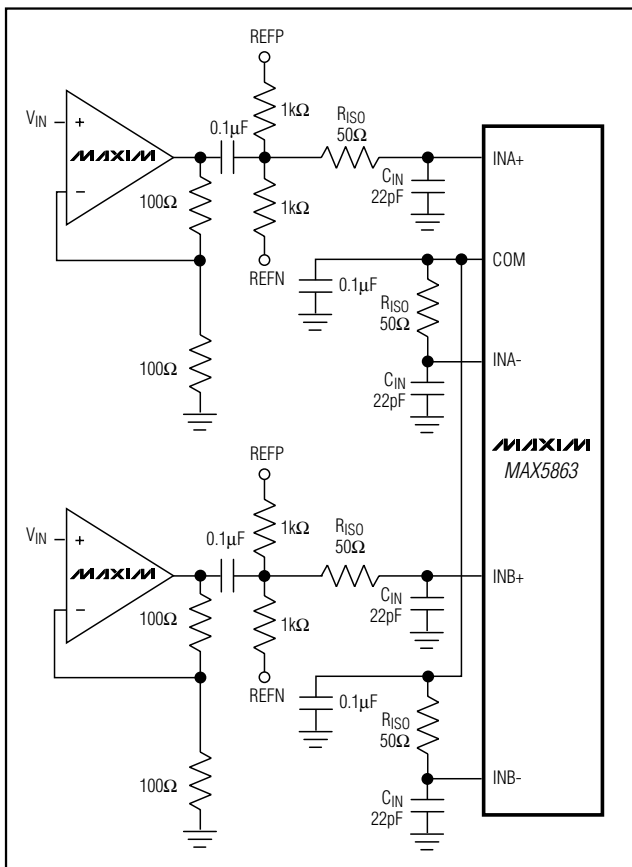 REFP
VIN
+
MAXIM
−
0.1µF
1kΩ
RISO
50Ω
INA+
CIN
22pF
100Ω
1kΩ
REFN
COM
0.1µF
RISO
50Ω
100Ω
INA-
CIN
22pF
MAXIM
MAX5863
REFP
VIN
+
MAXIM
−
0.1µF
1kΩ
RISO
50Ω
INB+
CIN
22pF
100Ω
1kΩ
REFN
0.1µF
RISO
50Ω
100Ω
INB-
CIN
22pF